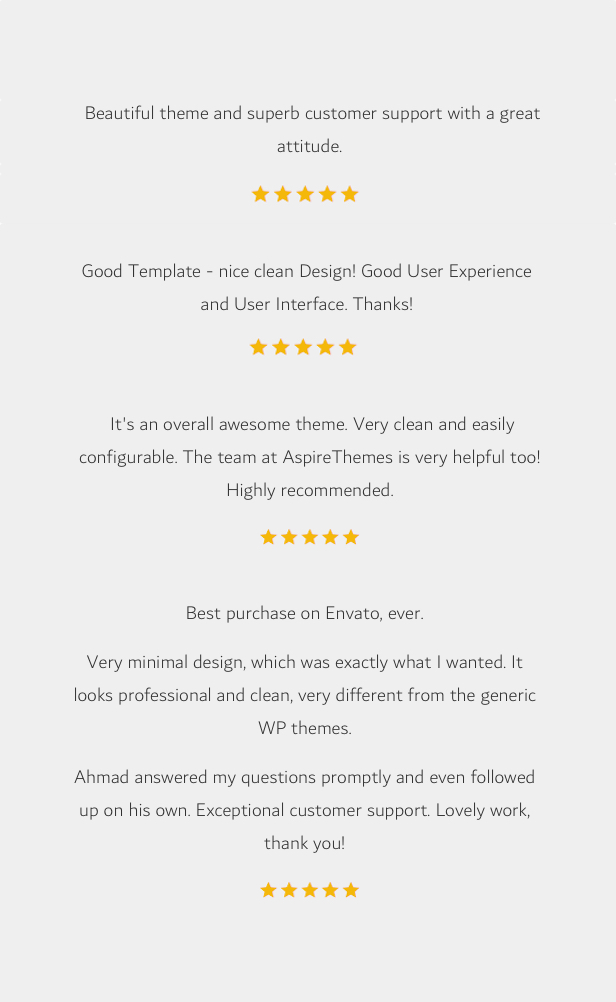 Beautiful theme and superb customer support with a great
attitude.
Good Template - nice clean Design! Good User Experience
and User Interface. Thanks!
It's an overall awesome theme. Very clean and easily
configurable. The team at AspireThemes is very helpful too!
Highly recommended.
Best purchase on Envato, ever.
Very minimal design, which was exactly what I wanted. It
looks professional and clean, very different from the generic
WP themes.
Ahmad answered my questions promptly and even followed
up on his own. Exceptional customer support. Lovely work,
thank you!